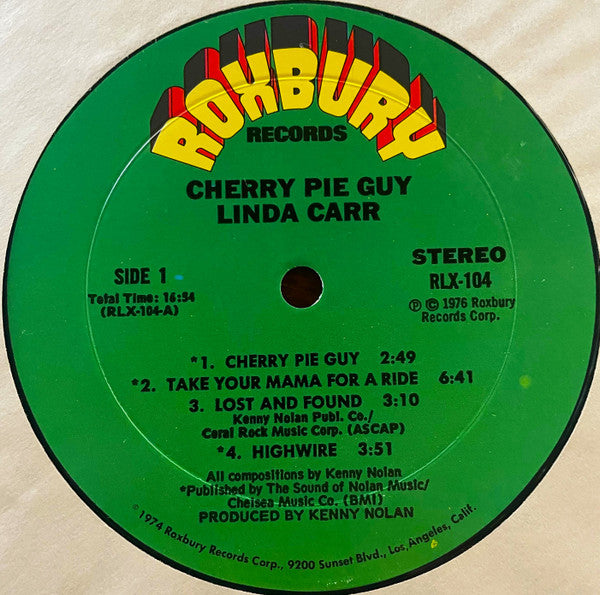 ROXBURY
RECORDS
CHERRY PIE GUY
LINDA CARR
SIDE 1
Total Time: 16:54
(RLX-104-A)
STEREO
RLX-104
℗ © 1976 Roxbury
Records Corp.
*1. CHERRY PIE GUY 2:49
*2. TAKE YOUR MAMA FOR A RIDE 6:41
3. LOST AND FOUND 3:10
Kenny Nolan Publ. Co./
Coral Rock Music Corp. (ASCAP)
*4. HIGHWIRE 3:51
All compositions by Kenny Nolan
*Published by The Sound of Nolan Music/
Chelsea Music Co. (BMI)
PRODUCED BY KENNY NOLAN
© 1974 Roxbury Records Corp., 9200 Sunset Blvd., Los Angeles, Calif.